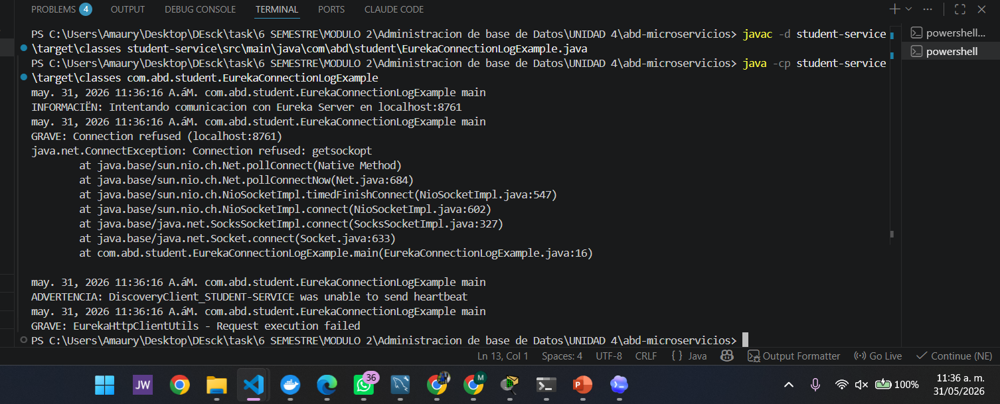 PROBLEMS 4 OUTPUT DEBUG CONSOLE TERMINAL PORTS CLAUDE CODE
PS C:\Users\Amaury\Desktop\DEsck\task\6 SEMESTRE\MODULO 2\Administracion de base de Datos\UNIDAD 4\abd-microservicios> javac -d student-service
\target\classes student-service\src\main\java\com\abd\student\EurekaConnectionLogExample.java
PS C:\Users\Amaury\Desktop\DEsck\task\6 SEMESTRE\MODULO 2\Administracion de base de Datos\UNIDAD 4\abd-microservicios> java -cp student-service
\target\classes com.abd.student.EurekaConnectionLogExample
may. 31, 2026 11:36:16 A.áM. com.abd.student.EurekaConnectionLogExample main
INFORMACIËN: Intentando comunicacion con Eureka Server en localhost:8761
may. 31, 2026 11:36:16 A.áM. com.abd.student.EurekaConnectionLogExample main
GRAVE: Connection refused (localhost:8761)
java.net.ConnectException: Connection refused: getsockopt
at java.base/sun.nio.ch.Net.pollConnect(Native Method)
at java.base/sun.nio.ch.Net.pollConnectNow(Net.java:684)
at java.base/sun.nio.ch.NioSocketImpl.timedFinishConnect(NioSocketImpl.java:547)
at java.base/sun.nio.ch.NioSocketImpl.connect(NioSocketImpl.java:602)
at java.base/java.net.SocksSocketImpl.connect(SocksSocketImpl.java:327)
at java.base/java.net.Socket.connect(Socket.java:633)
at com.abd.student.EurekaConnectionLogExample.main(EurekaConnectionLogExample.java:16)
may. 31, 2026 11:36:16 A.áM. com.abd.student.EurekaConnectionLogExample main
ADVERTENCIA: DiscoveryClient_STUDENT-SERVICE was unable to send heartbeat
may. 31, 2026 11:36:16 A.áM. com.abd.student.EurekaConnectionLogExample main
GRAVE: EurekaHttpClientUtils - Request execution failed
PS C:\Users\Amaury\Desktop\DEsck\task\6 SEMESTRE\MODULO 2\Administracion de base de Datos\UNIDAD 4\abd-microservicios>
powershell...
powershell
Ln 13, Col 1 Spaces: 4 UTF-8 CRLF {} Java Output Formatter Go Live Continue (NE)
JW 36 M P 100% 11:36 a. m.
31/05/2026